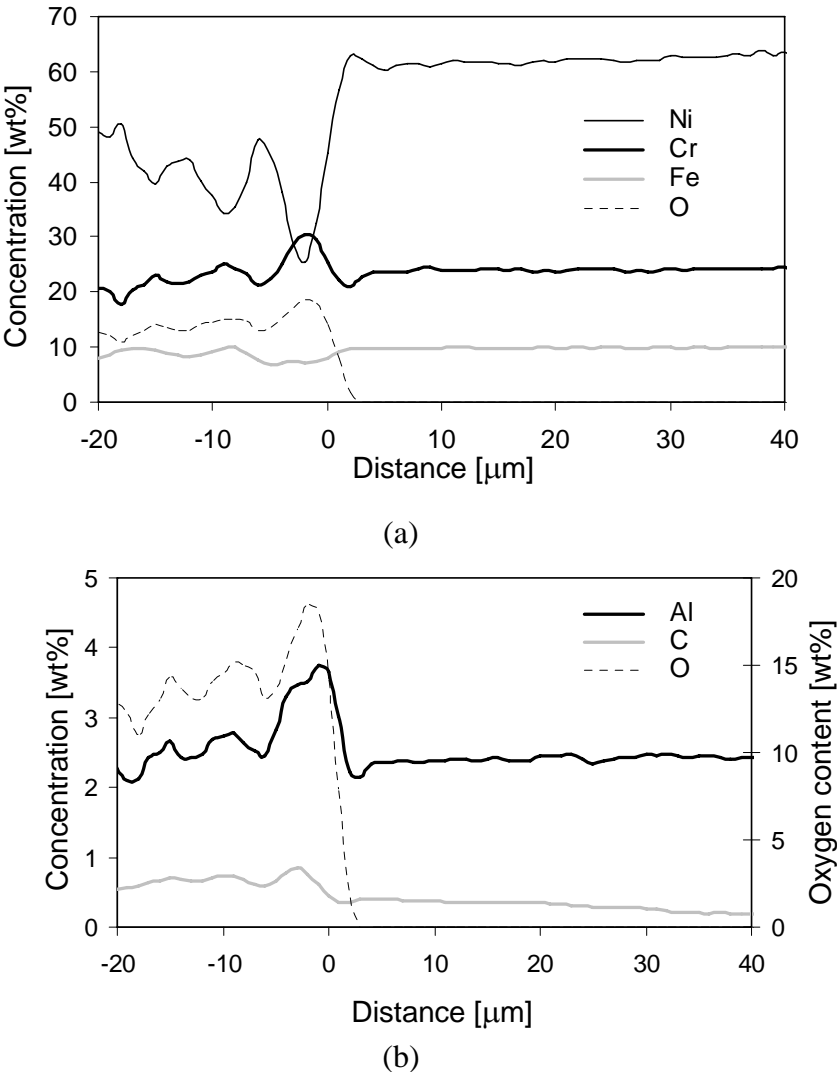 70
60
50
40
30
20
10
0
Concentration [wt%]
Ni
Cr
Fe
O
-20 -10 0 10 20 30 40
Distance [μm]
(a)
5
4
3
2
1
0
Concentration [wt%]
Al
C
O
20
15
10
5
0
Oxygen content [wt%]
-20 -10 0 10 20 30 40
Distance [μm]
(b)